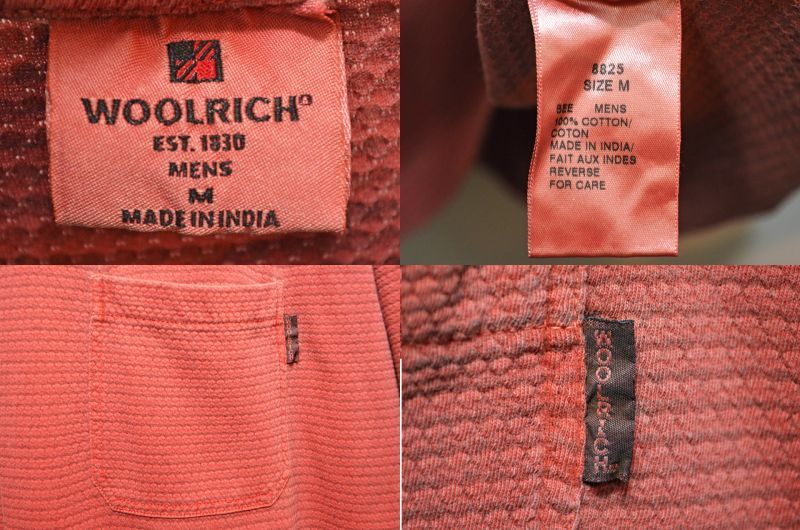 WOOLRICH
EST. 1830
MENS
M
MADE IN INDIA
8825
SIZE M
BEE MENS
100% COTTON/
COTON
MADE IN INDIA/
FAIT AUX INDES
REVERSE
FOR CARE
WOOLRICH